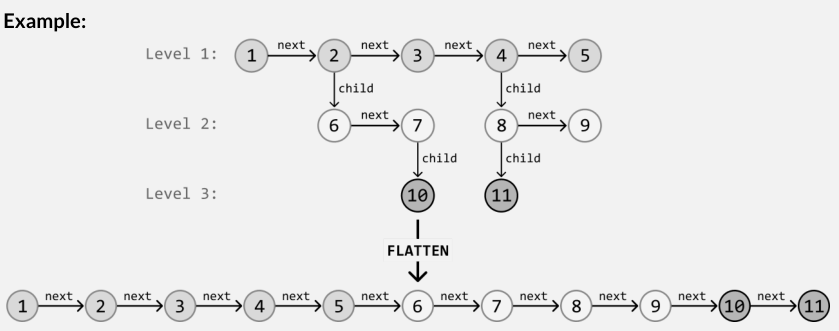 Example:
next next next next
Level 1: 1 2 3 4 5
child child
next next
Level 2: 6 7 8 9
child child
Level 3: 10 11
FLATTEN
next next next next next next next next next next
1 2 3 4 5 6 7 8 9 10 11